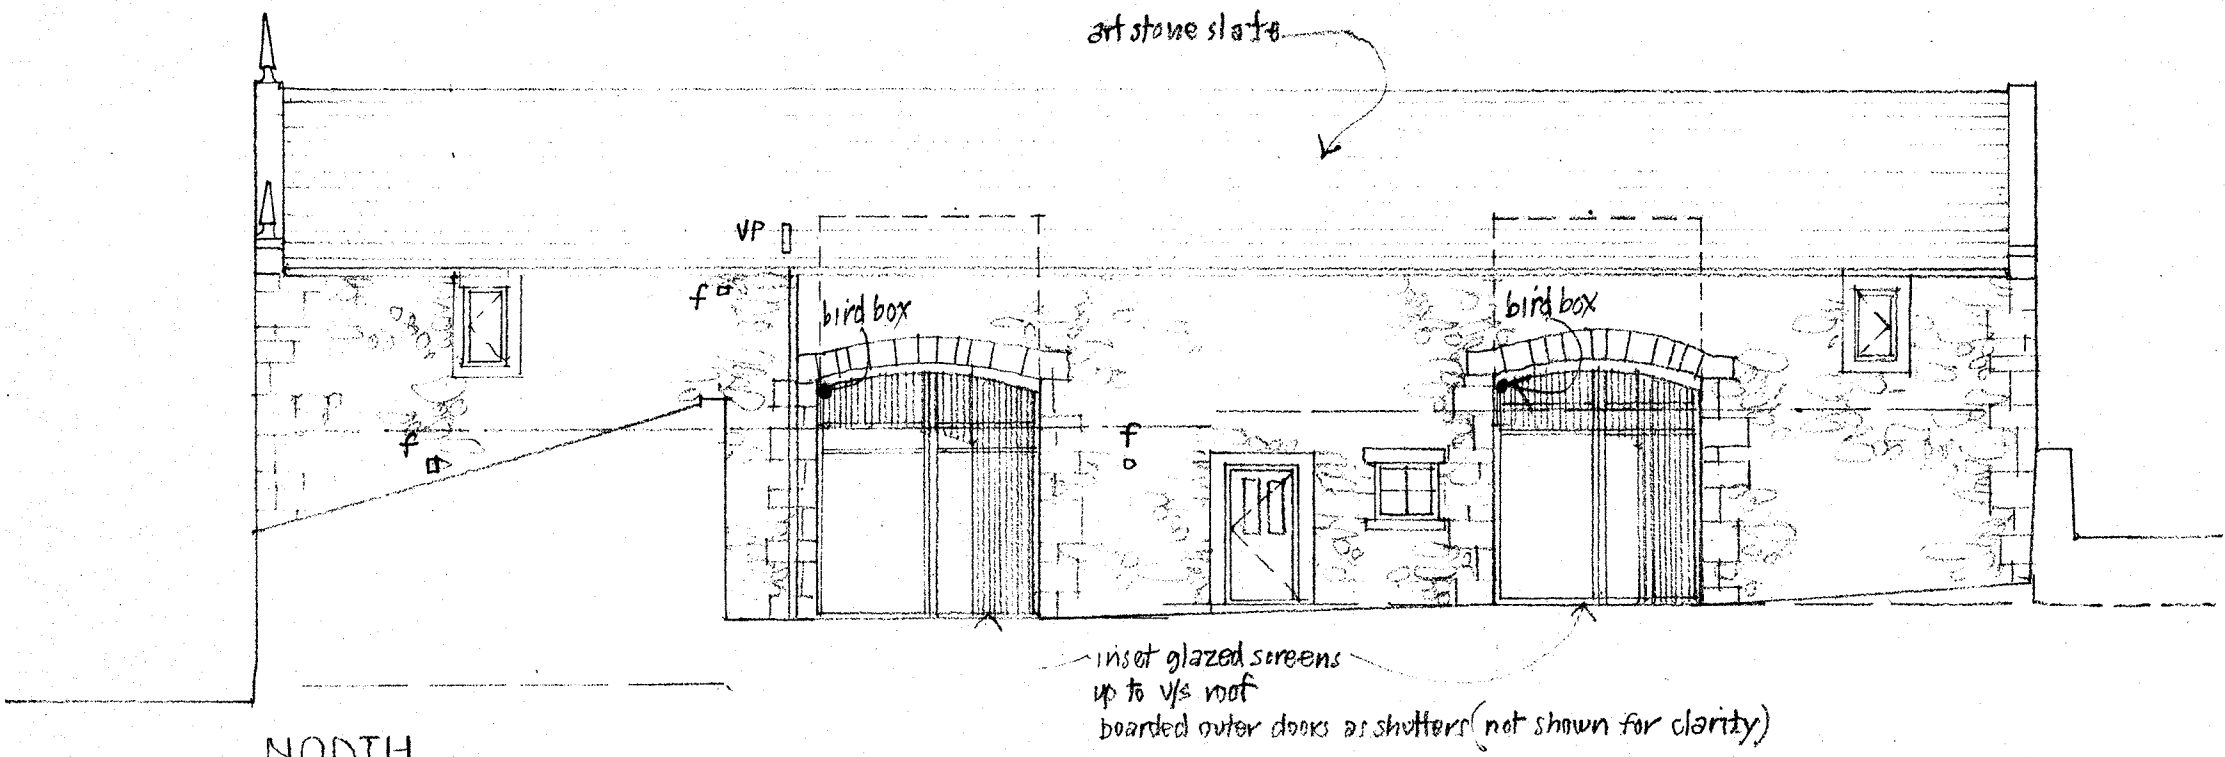 art stone slate
VP
f
bird box
bird box
f
f
inset glazed screens
up to u/s roof
boarded outer doors as shutters (not shown for clarity)
NORTH